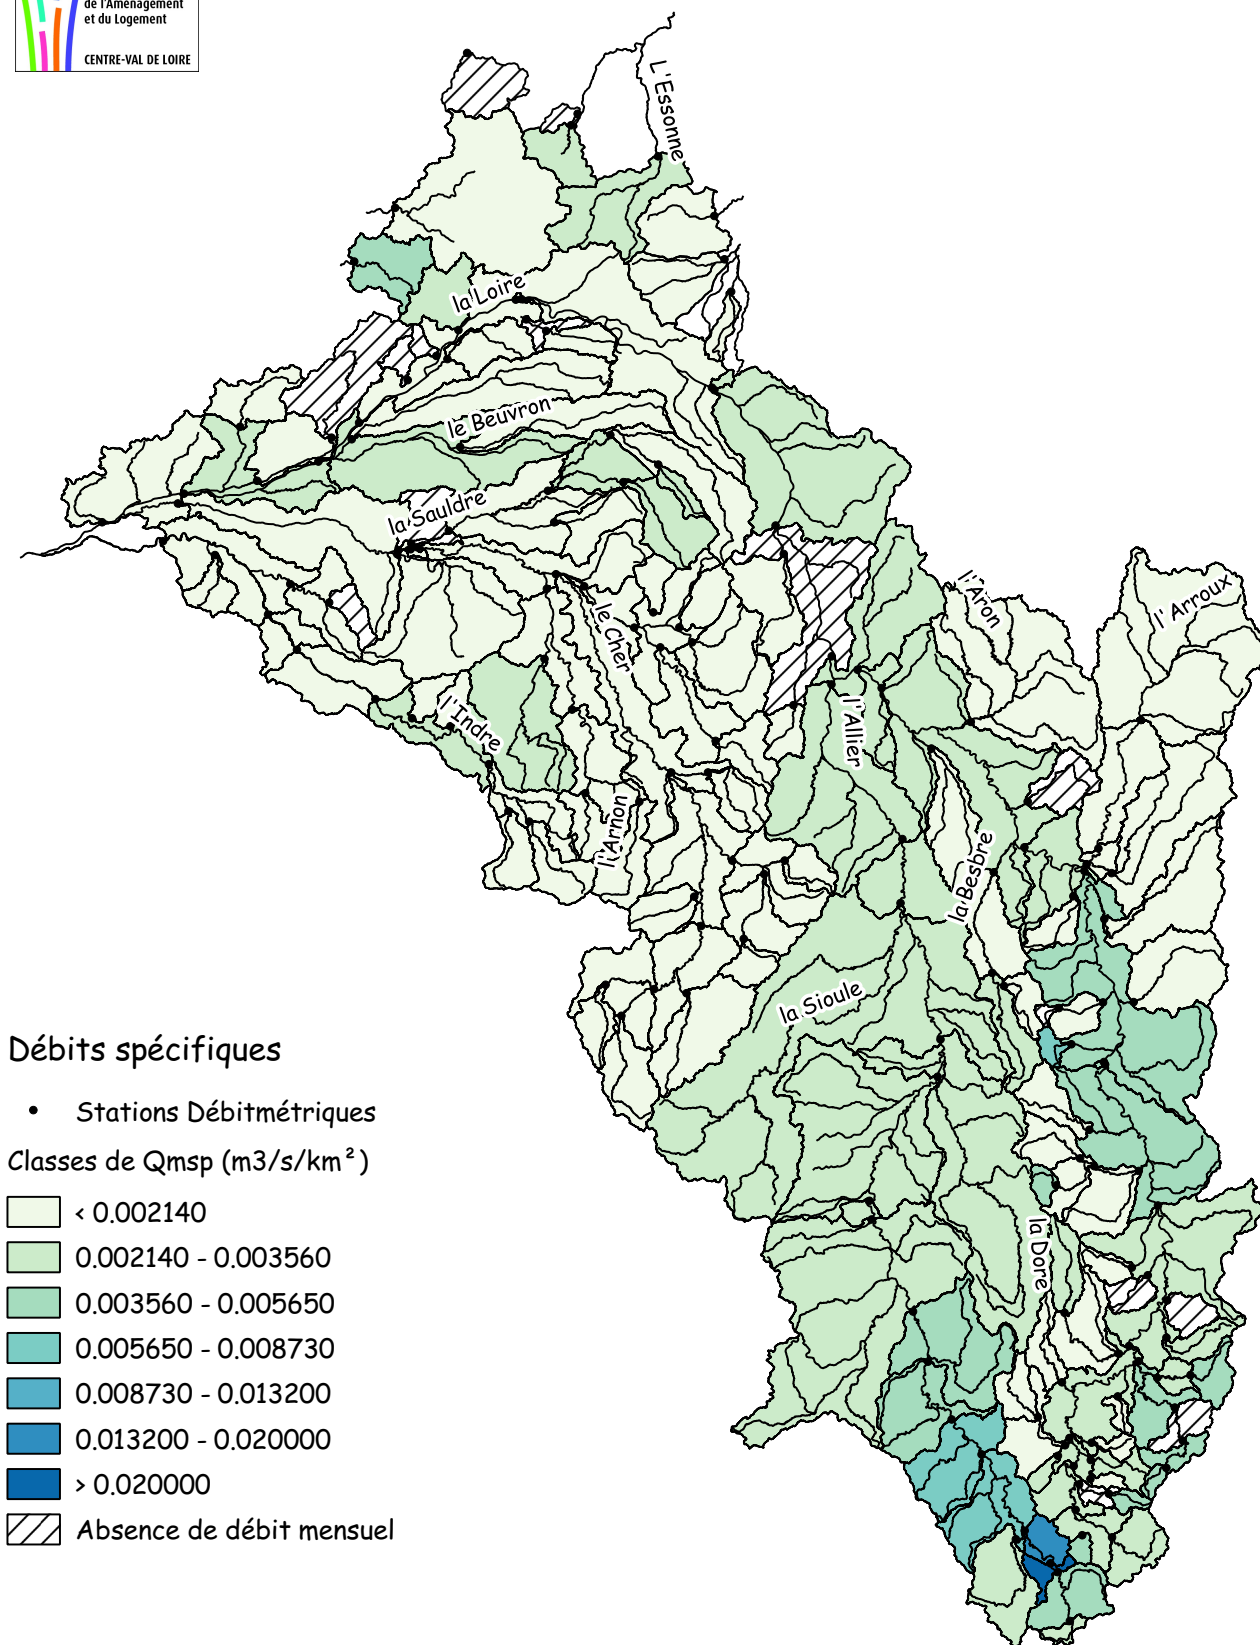 de l'Aménagement
et du Logement
CENTRE-VAL DE LOIRE
L'Essonne
la Loire
le Beuvron
la Sauldre
le Cher
l'Aron
l' Arroux
l'Indre
l'Allier
l'Arnon
la Besbre
la Sioule
la Dore
Débits spécifiques
Stations Débitmétriques
Classes de Qmsp (m3/s/km²)
< 0.002140
0.002140 - 0.003560
0.003560 - 0.005650
0.005650 - 0.008730
0.008730 - 0.013200
0.013200 - 0.020000
> 0.020000
Absence de débit mensuel